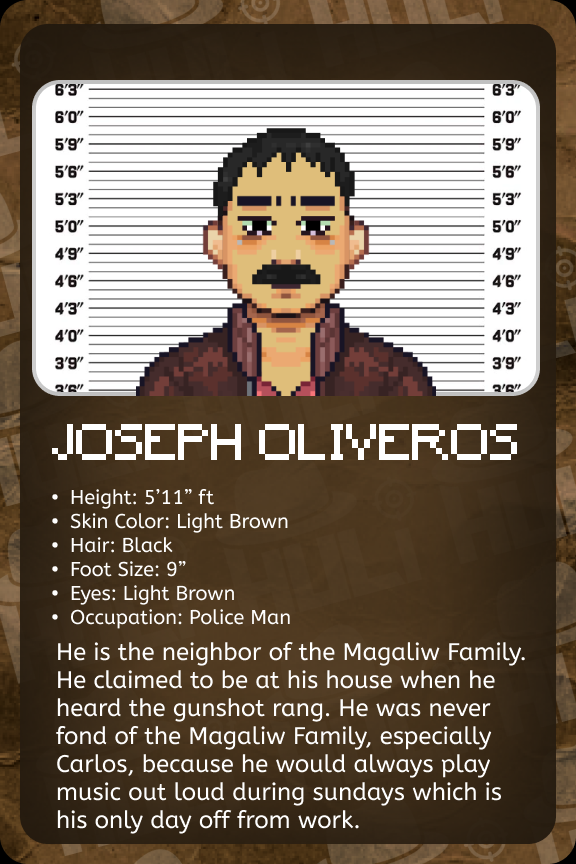 6'3" 6'3"
6'0" 6'0"
5'9" 5'9"
5'6" 5'6"
5'3" 5'3"
5'0" 5'0"
4'9" 4'9"
4'6" 4'6"
4'3" 4'3"
4'0" 4'0"
3'9" 3'9"
3'6" 3'6"
JOSEPH OLIVEROS
• Height: 5’11” ft
• Skin Color: Light Brown
• Hair: Black
• Foot Size: 9”
• Eyes: Light Brown
• Occupation: Police Man
He is the neighbor of the Magaliw Family.
He claimed to be at his house when he
heard the gunshot rang. He was never
fond of the Magaliw Family, especially
Carlos, because he would always play
music out loud during sundays which is
his only day off from work.